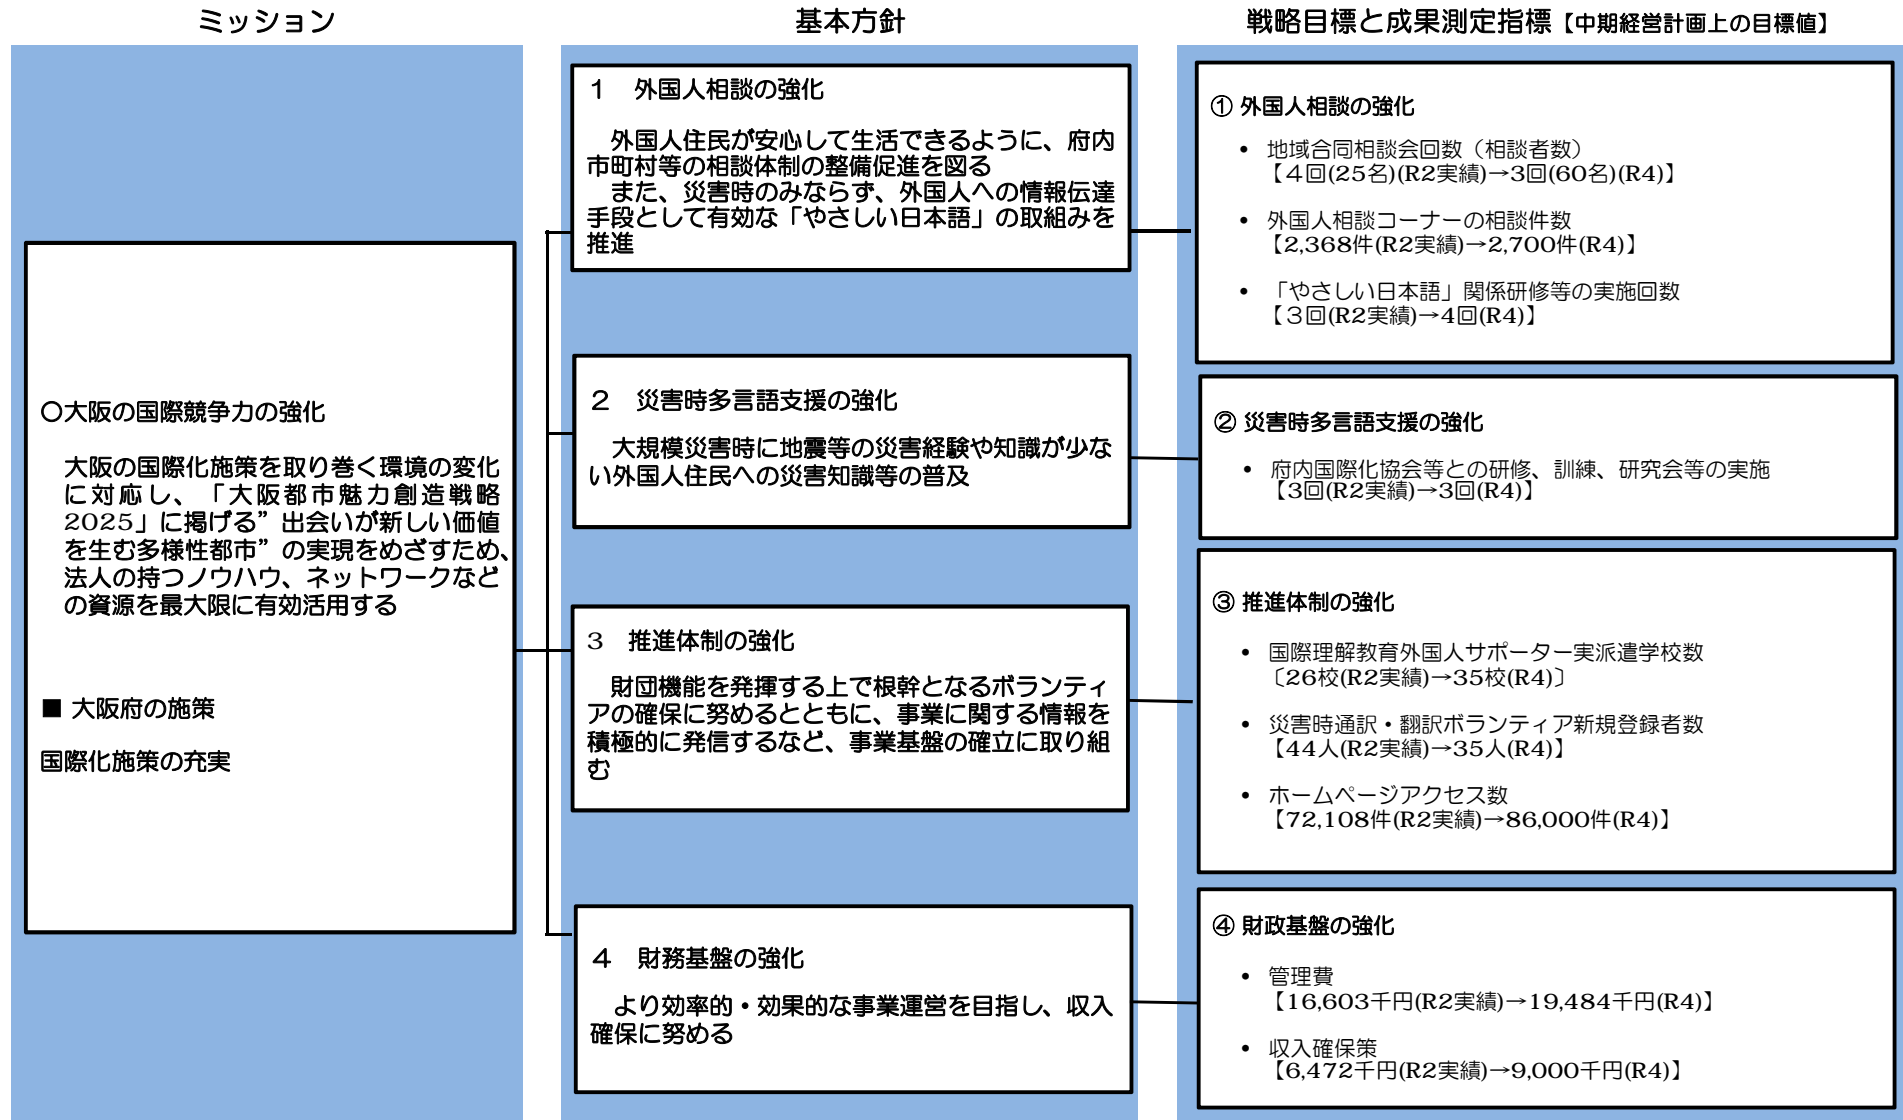 ミッション
〇大阪の国際競争力の強化
大阪の国際化施策を取り巻く環境の変化
に対応し、「大阪都市魅力創造戦略
2025」に掲げる”出会いが新しい価値
を生む多様性都市”の実現をめざすため、
法人の持つノウハウ、ネットワークなど
の資源を最大限に有効活用する
■ 大阪府の施策
国際化施策の充実
基本方針
１　外国人相談の強化
外国人住民が安心して生活できるように、府内
市町村等の相談体制の整備促進を図る
また、災害時のみならず、外国人への情報伝達
手段として有効な「やさしい日本語」の取組みを
推進
２　災害時多言語支援の強化
大規模災害時に地震等の災害経験や知識が少な
い外国人住民への災害知識等の普及
3　推進体制の強化
財団機能を発揮する上で根幹となるボランティ
アの確保に努めるとともに、事業に関する情報を
積極的に発信するなど、事業基盤の確立に取り組
む
４　財務基盤の強化
より効率的・効果的な事業運営を目指し、収入
確保に努める
戦略目標と成果測定指標【中期経営計画上の目標値】
① 外国人相談の強化
• 地域合同相談会回数（相談者数）
【４回(25名)(R2実績)→3回(60名)(R4)】
• 外国人相談コーナーの相談件数
【2,368件(R2実績)→2,700件(R4)】
• 「やさしい日本語」関係研修等の実施回数
【３回(R2実績)→4回(R4)】
② 災害時多言語支援の強化
• 府内国際化協会等との研修、訓練、研究会等の実施
【3回(R2実績)→3回(R4)】
③ 推進体制の強化
• 国際理解教育外国人サポーター実派遣学校数
〔26校(R2実績)→35校(R4)〕
• 災害時通訳・翻訳ボランティア新規登録者数
【44人(R2実績)→35人(R4)】
• ホームページアクセス数
【72,108件(R2実績)→86,000件(R4)】
④ 財政基盤の強化
• 管理費
【16,603千円(R2実績)→19,484千円(R4)】
• 収入確保策
【6,472千円(R2実績)→9,000千円(R4)】